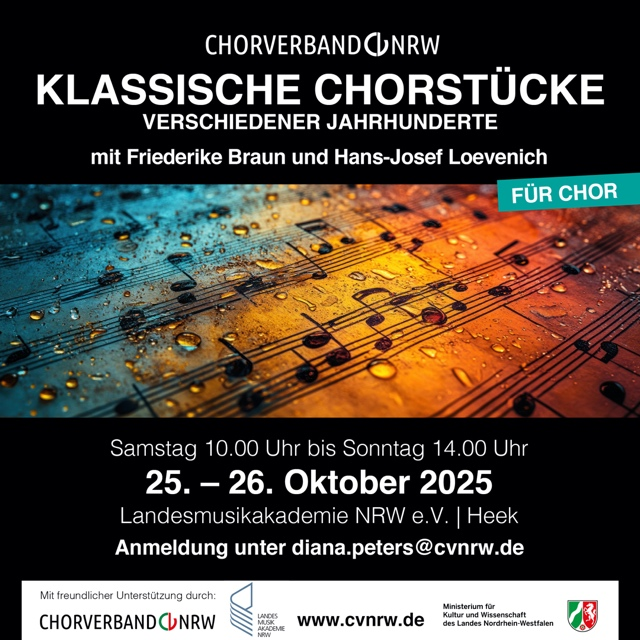 CHORVERBAND NRW
KLASSISCHE CHORSTÜCKE
VERSCHIEDENER JAHRHUNDERTE
mit Friederike Braun und Hans-Josef Loevenich
FÜR CHOR
Samstag 10.00 Uhr bis Sonntag 14.00 Uhr
25. – 26. Oktober 2025
Landesmusikakademie NRW e.V. | Heek
Anmeldung unter diana.peters@cvnrw.de
Mit freundlicher Unterstützung durch:
CHORVERBAND NRW
LANDES
MUSIK
AKADEMIE
NRW
www.cvnrw.de
Ministerium für
Kultur und Wissenschaft
des Landes Nordrhein-Westfalen